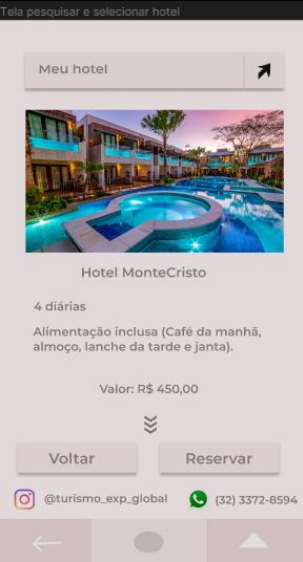 Tela pesquisar e selecionar hotel
Meu hotel
Hotel MonteCristo
4 diárias
Alimentação inclusa (Café da manhã,
almoço, lanche da tarde e janta).
Valor: R$ 450,00
Voltar
Reservar
@turismo_exp_global
(32) 3372-8594